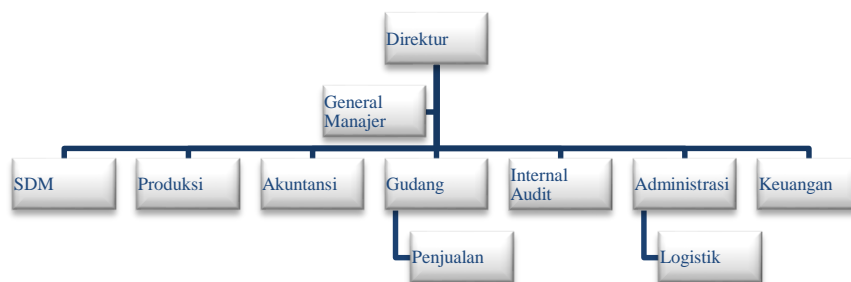 Direktur
General
Manajer
SDM
Produksi
Akuntansi
Gudang
Internal
Audit
Administrasi
Keuangan
Penjualan
Logistik